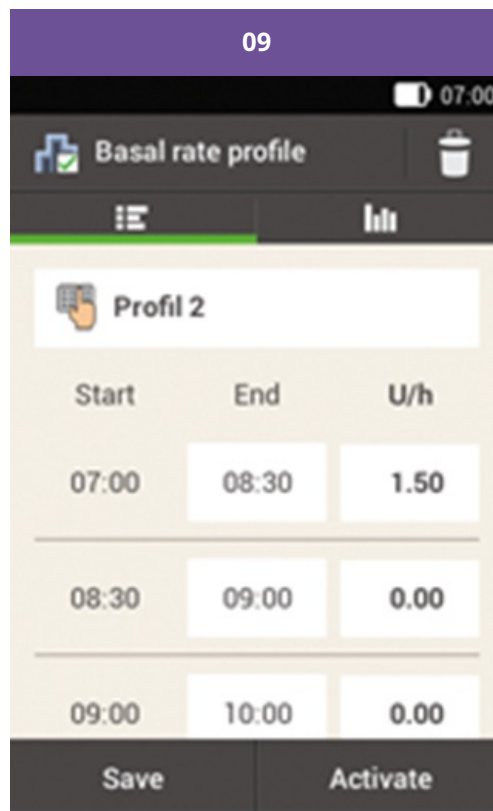 09
07:00
Basal rate profile
Profil 2
Start End U/h
07:00 08:30 1.50
08:30 09:00 0.00
09:00 10:00 0.00
Save Activate